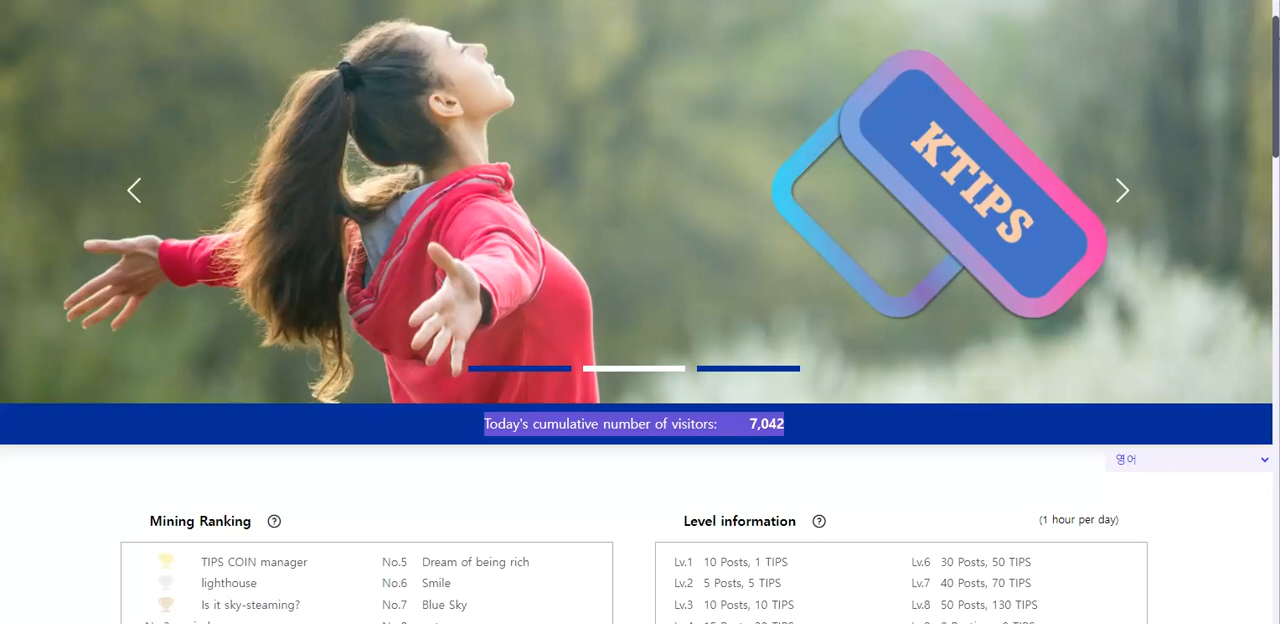 KTIPS
Today's cumulative number of visitors: 7,042
영어
Mining Ranking ?
TIPS COIN manager No.5 Dream of being rich
lighthouse No.6 Smile
Is it sky-steaming? No.7 Blue Sky
Level information ? (1 hour per day)
Lv.1 10 Posts, 1 TIPS Lv.6 30 Posts, 50 TIPS
Lv.2 5 Posts, 5 TIPS Lv.7 40 Posts, 70 TIPS
Lv.3 10 Posts, 10 TIPS Lv.8 50 Posts, 130 TIPS